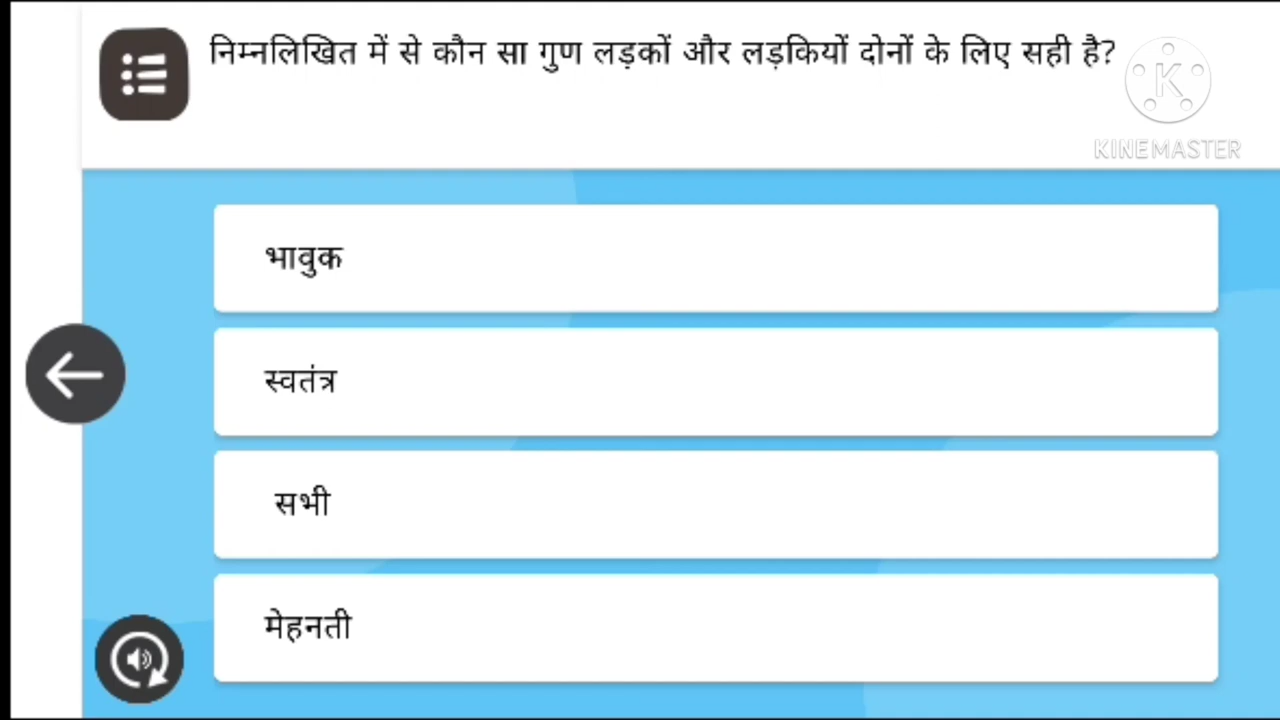 निम्नलिखित में से कौन सा गुण लड़कों और लड़कियों दोनों के लिए सही है?
K
KINEMASTER
भावुक
स्वतंत्र
सभी
मेहनती